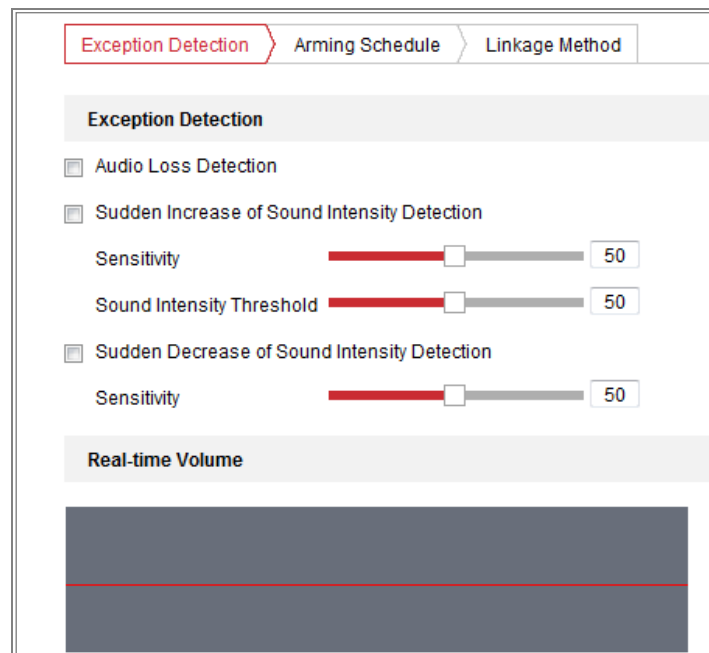 Exception Detection Arming Schedule Linkage Method
Exception Detection
Audio Loss Detection
Sudden Increase of Sound Intensity Detection
Sensitivity 50
Sound Intensity Threshold 50
Sudden Decrease of Sound Intensity Detection
Sensitivity 50
Real-time Volume